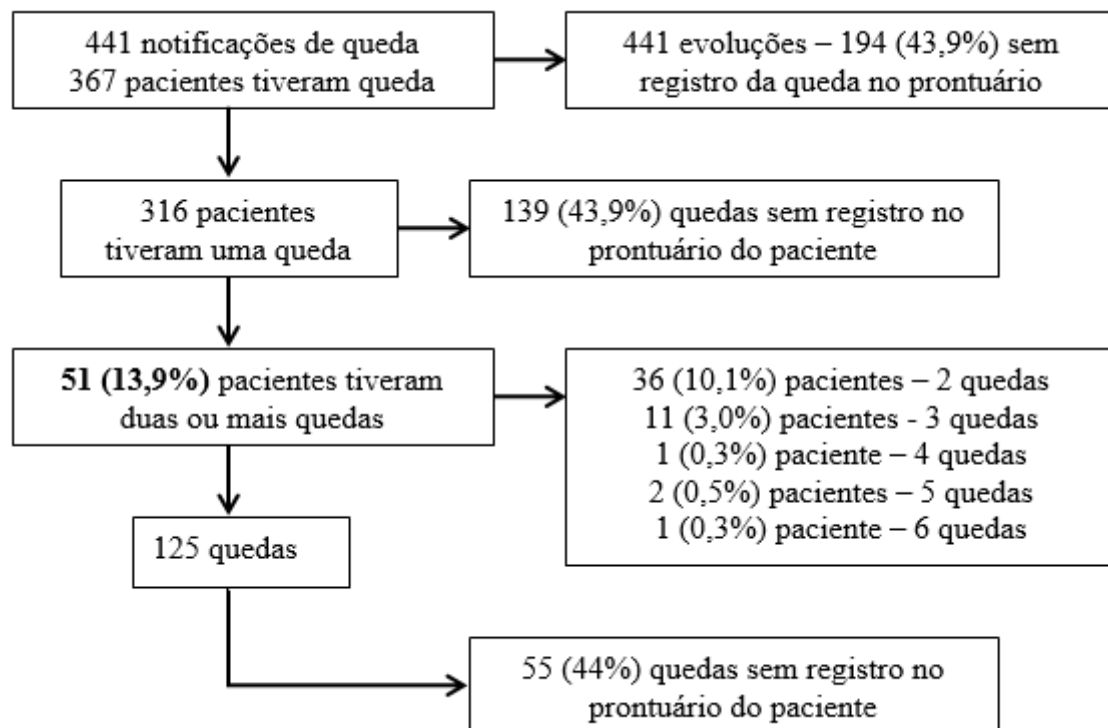 441 notificações de queda
367 pacientes tiveram queda
441 evoluções – 194 (43,9%) sem
registro da queda no prontuário
316 pacientes
tiveram uma queda
139 (43,9%) quedas sem registro no
prontuário do paciente
51 (13,9%) pacientes tiveram
duas ou mais quedas
36 (10,1%) pacientes – 2 quedas
11 (3,0%) pacientes - 3 quedas
1 (0,3%) paciente – 4 quedas
2 (0,5%) pacientes – 5 quedas
1 (0,3%) paciente – 6 quedas
125 quedas
55 (44%) quedas sem registro no
prontuário do paciente